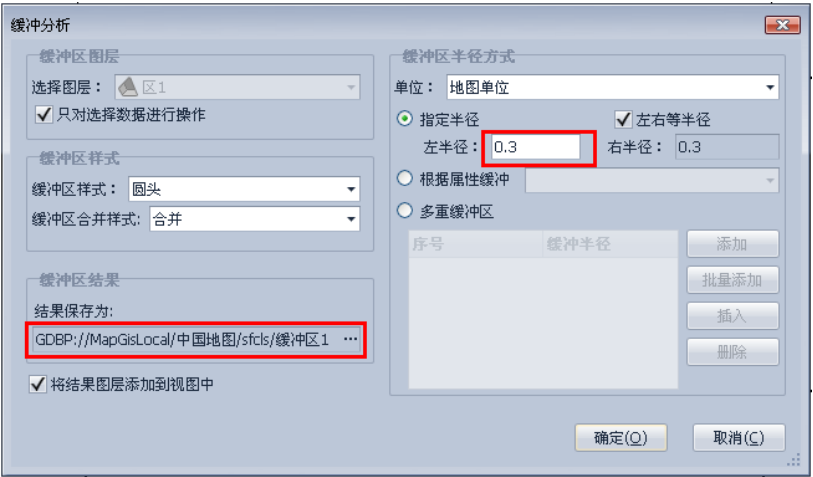 缓冲分析
缓冲区图层
选择图层： 区1
只对选择数据进行操作
缓冲区样式
缓冲区样式： 圆头
缓冲区合并样式: 合并
缓冲区结果
结果保存为:
GDBP://MapGisLocal/中国地图/sfcls/缓冲区1 ···
将结果图层添加到视图中
缓冲区半径方式
单位： 地图单位
指定半径 左右等半径
左半径： 0.3 右半径： 0.3
根据属性缓冲
多重缓冲区
序号 缓冲半径
添加
批量添加
插入
删除
确定(O) 取消(C)